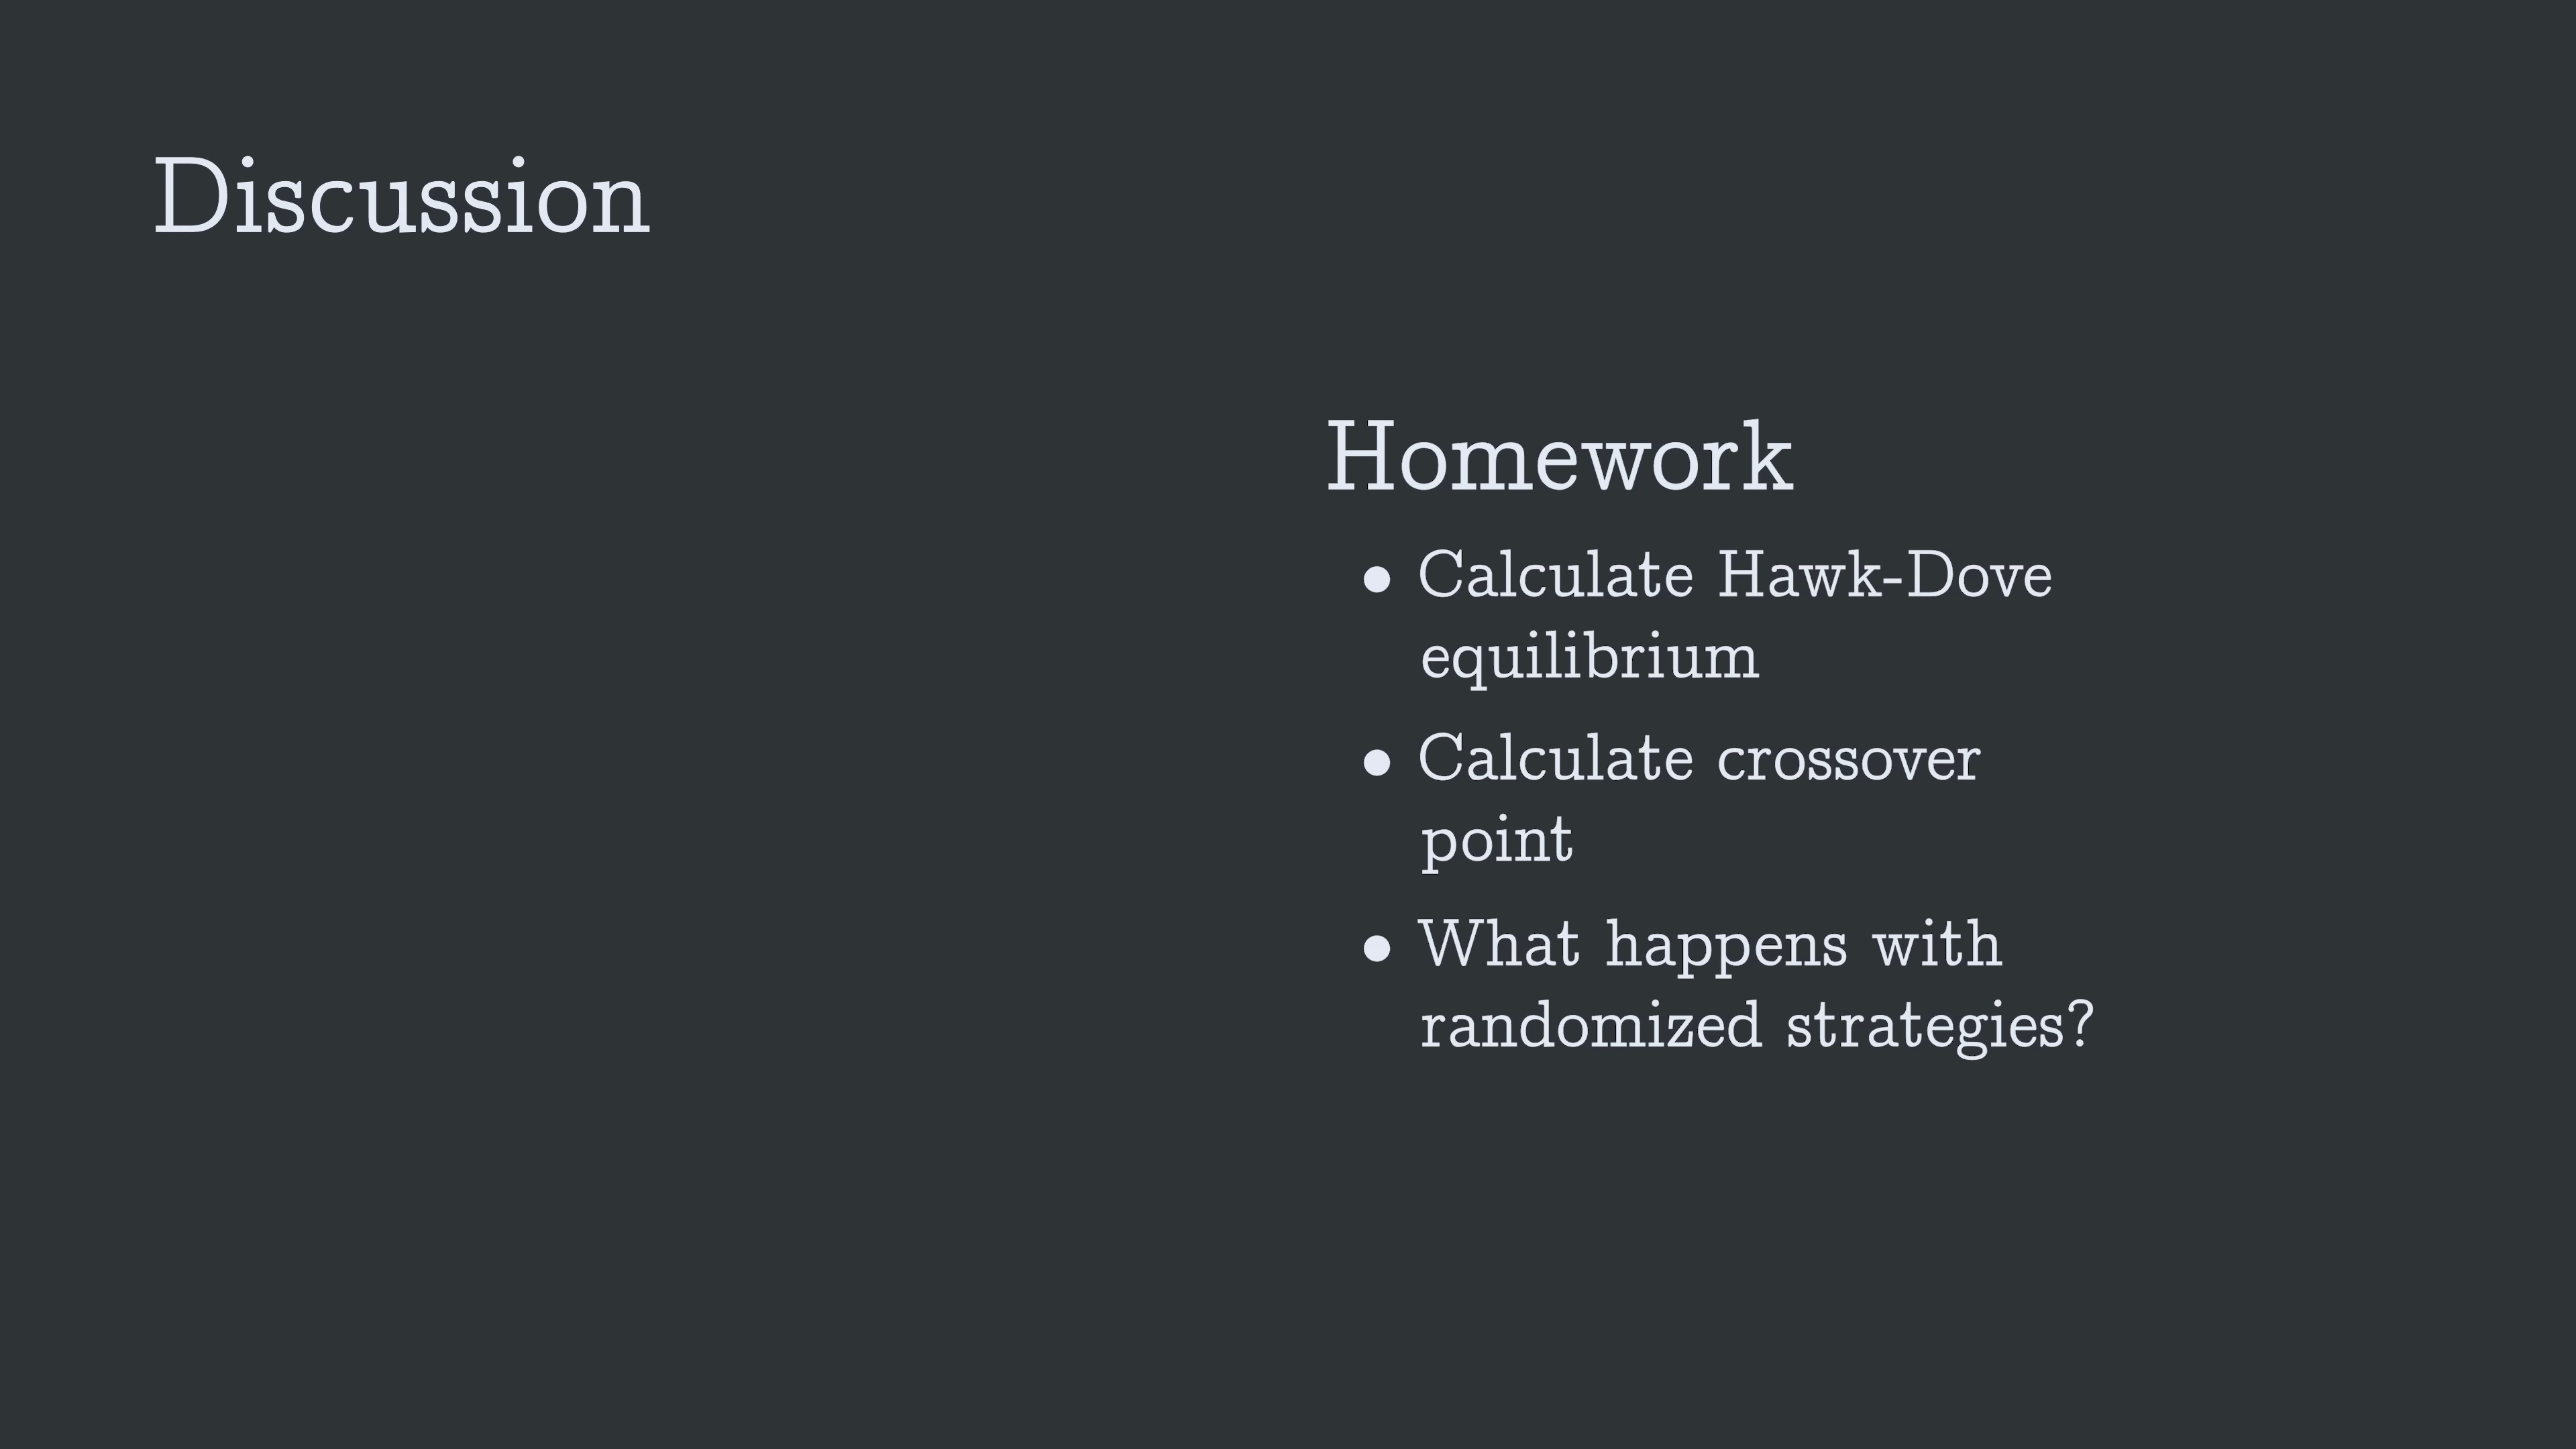 Discussion
Homework
● Calculate Hawk-Dove
equilibrium
● Calculate crossover
point
● What happens with
randomized strategies?